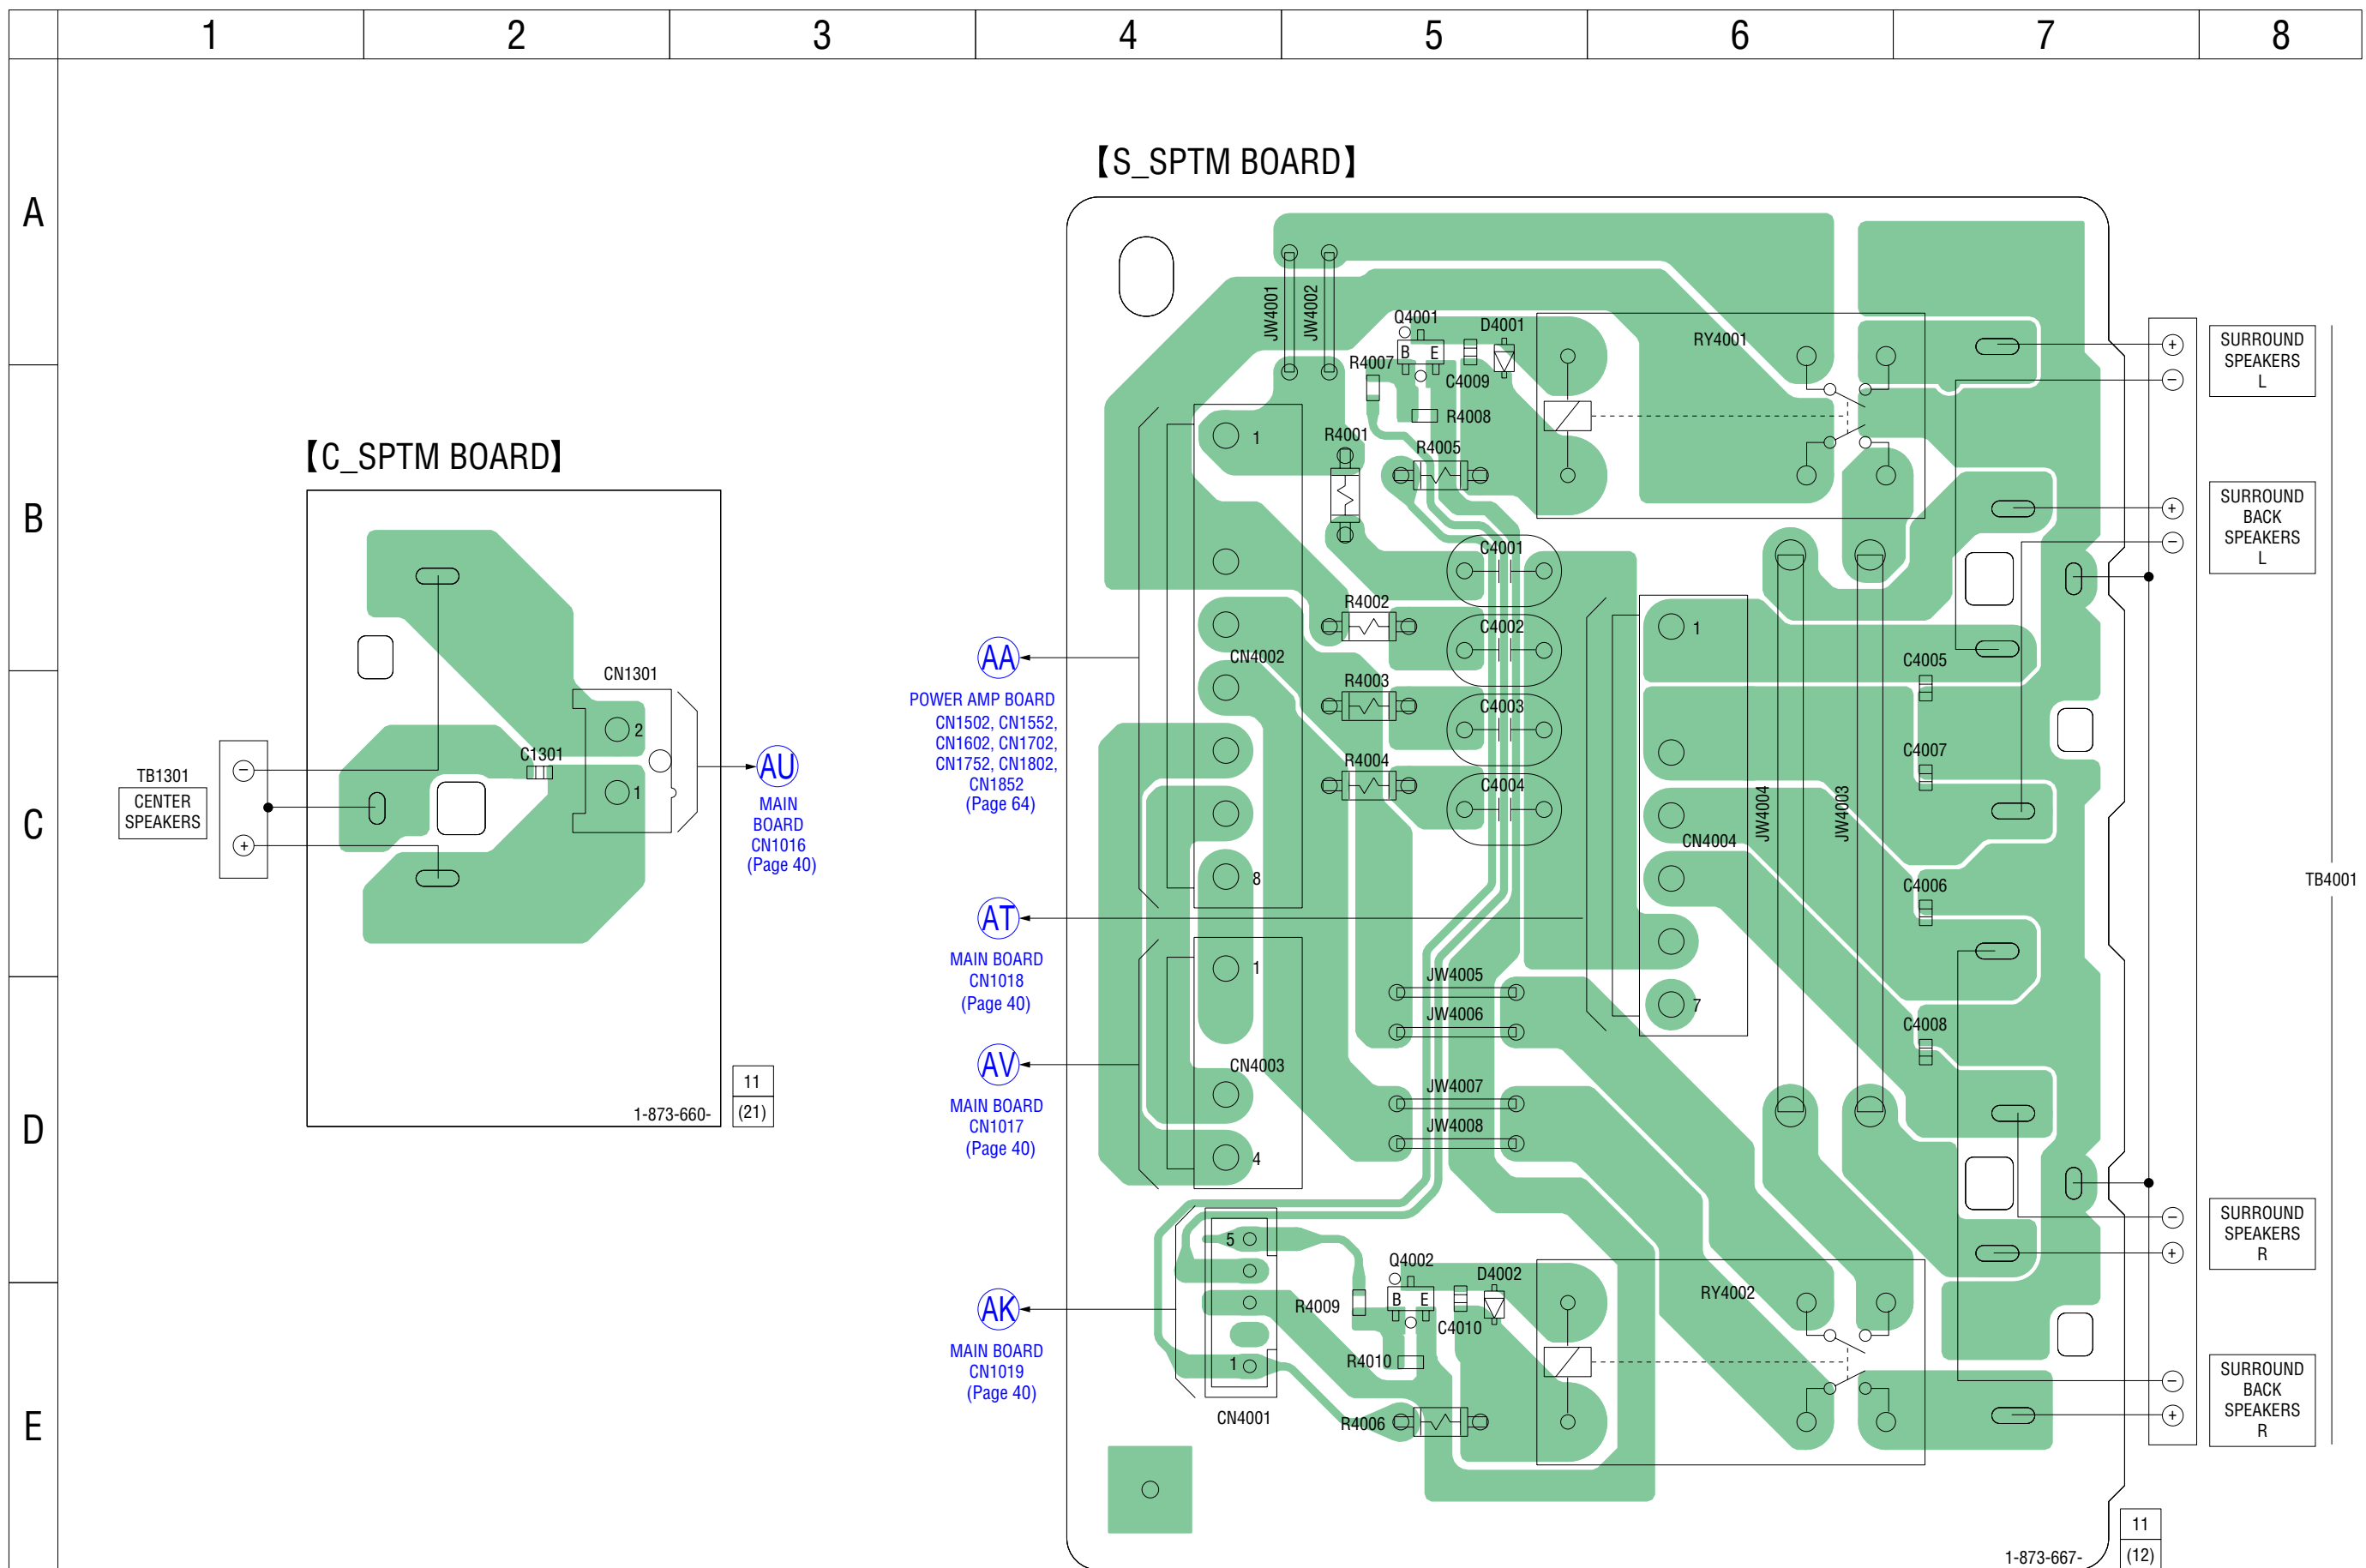 1 2 3 4 5 6 7 8
A
B
C
D
E
【C_SPTM BOARD】
TB1301
CENTER
SPEAKERS
−
+
C1301
CN1301
2
1
AU
MAIN
BOARD
CN1016
(Page 40)
1-873-660-
11
(21)
【S_SPTM BOARD】
JW4001
JW4002
Q4001
B E
D4001
RY4001
R4007
C4009
R4008
R4001
R4005
1
C4001
R4002
C4002
CN4002
R4003
C4003
R4004
C4004
8
1
CN4004
7
JW4004
JW4003
C4005
C4007
C4006
C4008
AA
POWER AMP BOARD
CN1502, CN1552,
CN1602, CN1702,
CN1752, CN1802,
CN1852
(Page 64)
AT
MAIN BOARD
CN1018
(Page 40)
AV
MAIN BOARD
CN1017
(Page 40)
AK
MAIN BOARD
CN1019
(Page 40)
1
CN4003
4
JW4005
JW4006
JW4007
JW4008
5
1
CN4001
R4009
Q4002
B E
D4002
C4010
R4010
R4006
RY4002
+
−
SURROUND
SPEAKERS
L
+
−
SURROUND
BACK
SPEAKERS
L
TB4001
−
+
SURROUND
SPEAKERS
R
−
+
SURROUND
BACK
SPEAKERS
R
1-873-667-
11
(12)